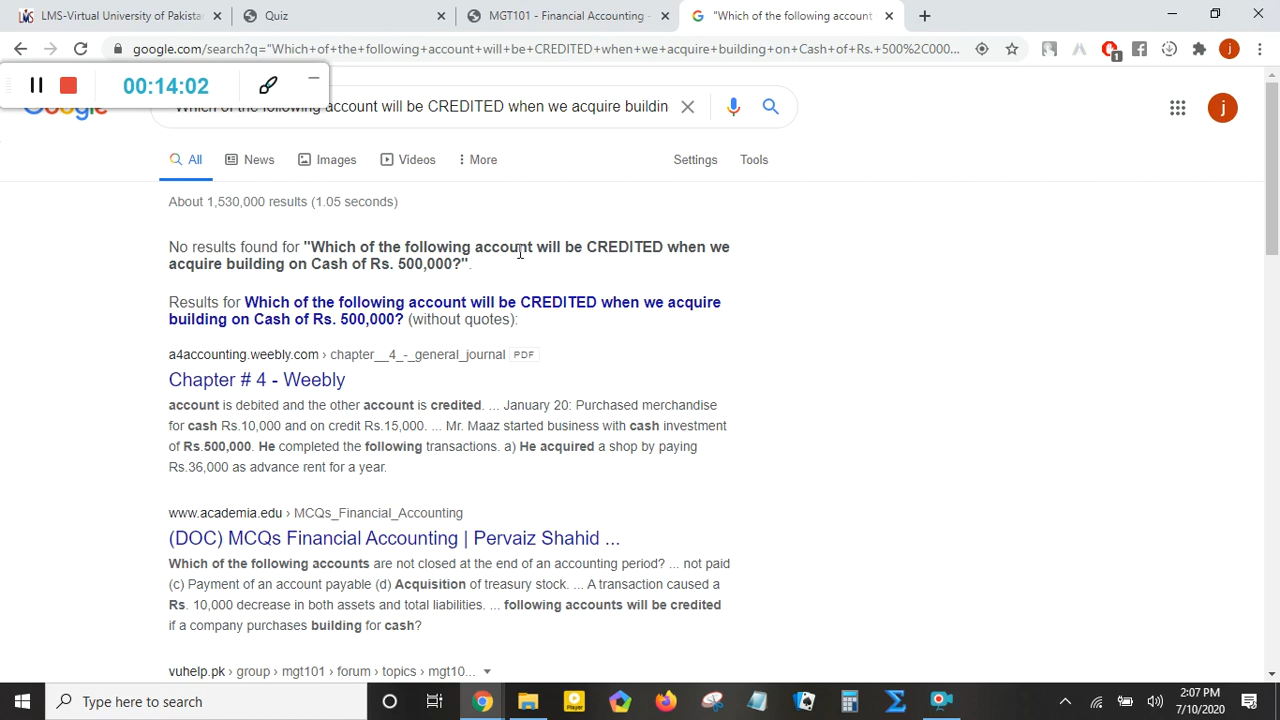 LMS-Virtual University of Pakistan
Quiz
MGT101 - Financial Accounting -
"Which of the following account
google.com/search?q="Which+of+the+following+account+will+be+CREDITED+when+we+acquire+building+on+Cash+of+Rs.+500%2C000...
1
j
00:14:02
Google
Which of the following account will be CREDITED when we acquire buildin
j
All
News
Images
Videos
More
Settings
Tools
About 1,530,000 results (1.05 seconds)
No results found for "Which of the following account will be CREDITED when we
acquire building on Cash of Rs. 500,000?".
Results for Which of the following account will be CREDITED when we acquire
building on Cash of Rs. 500,000? (without quotes):
a4accounting.weebly.com › chapter__4_-_general_journal PDF
Chapter # 4 - Weebly
account is debited and the other account is credited. ... January 20: Purchased merchandise
for cash Rs.10,000 and on credit Rs.15,000. ... Mr. Maaz started business with cash investment
of Rs.500,000. He completed the following transactions. a) He acquired a shop by paying
Rs.36,000 as advance rent for a year.
www.academia.edu › MCQs_Financial_Accounting
(DOC) MCQs Financial Accounting | Pervaiz Shahid ...
Which of the following accounts are not closed at the end of an accounting period? ... not paid
(c) Payment of an account payable (d) Acquisition of treasury stock. ... A transaction caused a
Rs. 10,000 decrease in both assets and total liabilities. ... following accounts will be credited
if a company purchases building for cash?
vuhelp.pk › group › mgt101 › forum › topics › mgt10...
Type here to search
Player
2:07 PM
7/10/2020